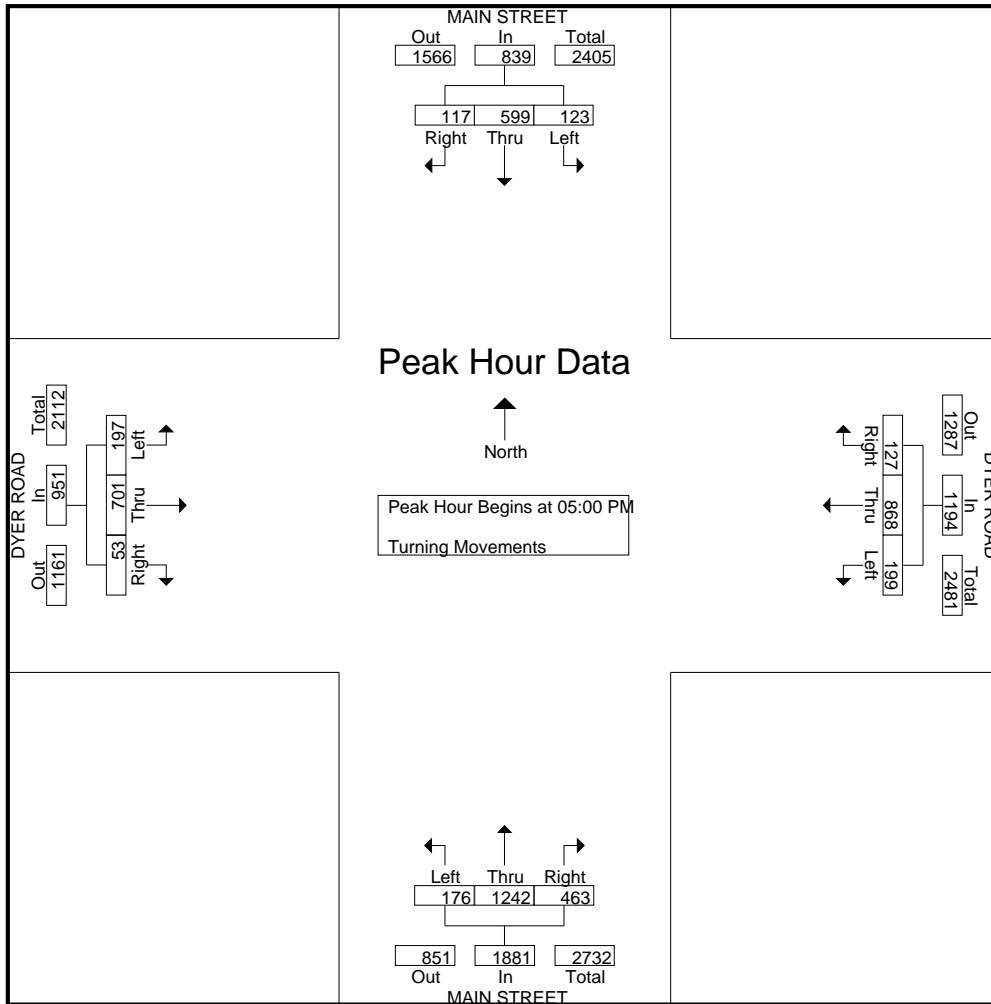 MAIN STREET
Out In Total
1566 839 2405
117 599 123
Right Thru Left
Peak Hour Data
North
Peak Hour Begins at 05:00 PM
Turning Movements
DYER ROAD
Out In Total
1161 951 2112
53 701 197
Right Thru Left
DYER ROAD
Out In Total
1287 1194 2481
Right Thru Left
127 868 199
Left Thru Right
176 1242 463
851 1881 2732
Out In Total
MAIN STREET